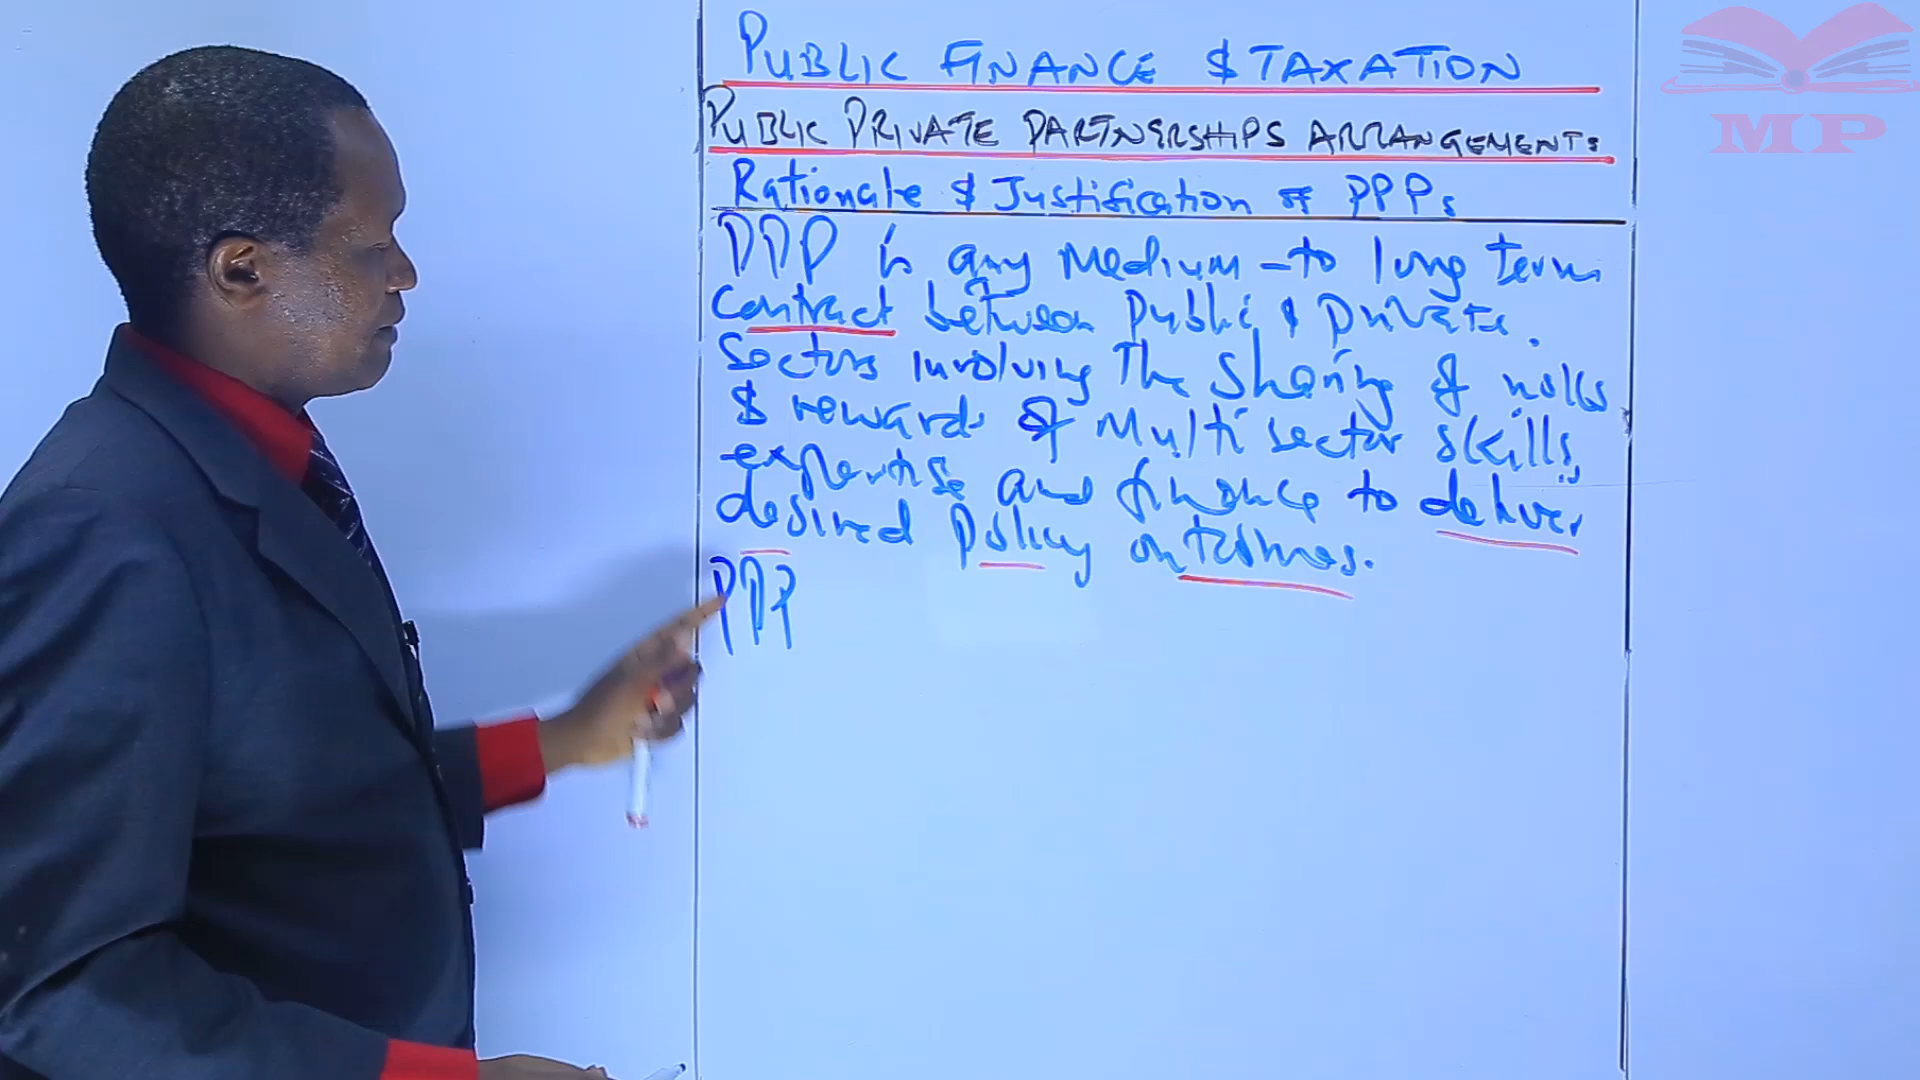 PUBLIC FINANCE & TAXATION
PUBLIC PRIVATE PARTNERSHIPS ARRANGEMENTS
Rationale & Justification of PPPs
PPP is any medium - to long term
contract between public & private
sectors involving the sharing of risks
& rewards of multi sector skills,
expertise and finance to deliver
desired policy outcomes.
PPP
MP